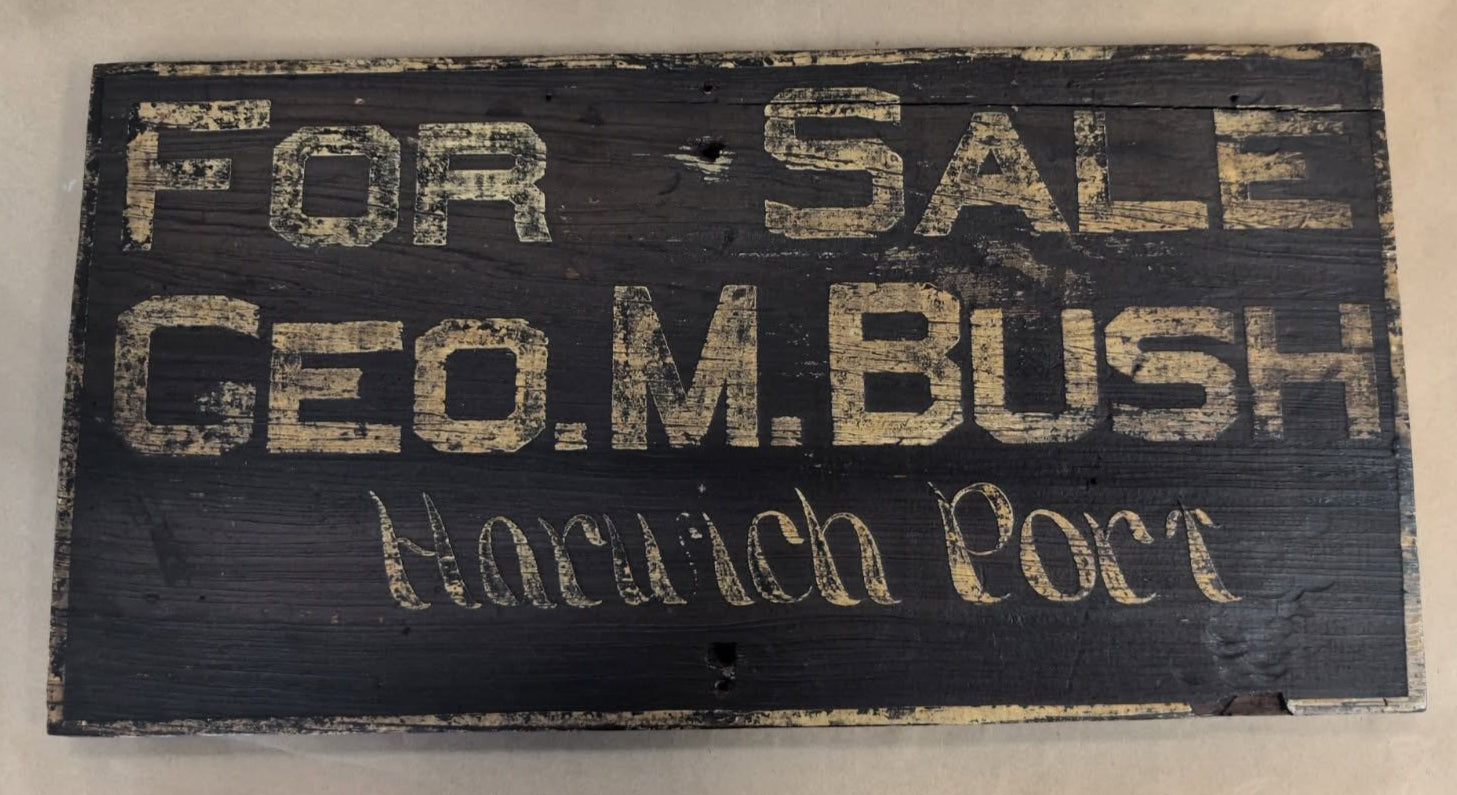 FOR SALE
GEO. M. BUSH
Harwich Port